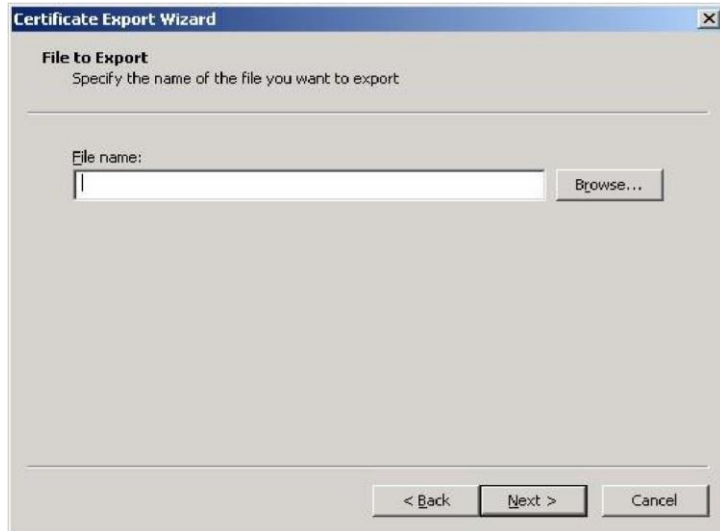 Certificate Export Wizard
File to Export
Specify the name of the file you want to export
File name:
Browse...
< Back
Next >
Cancel